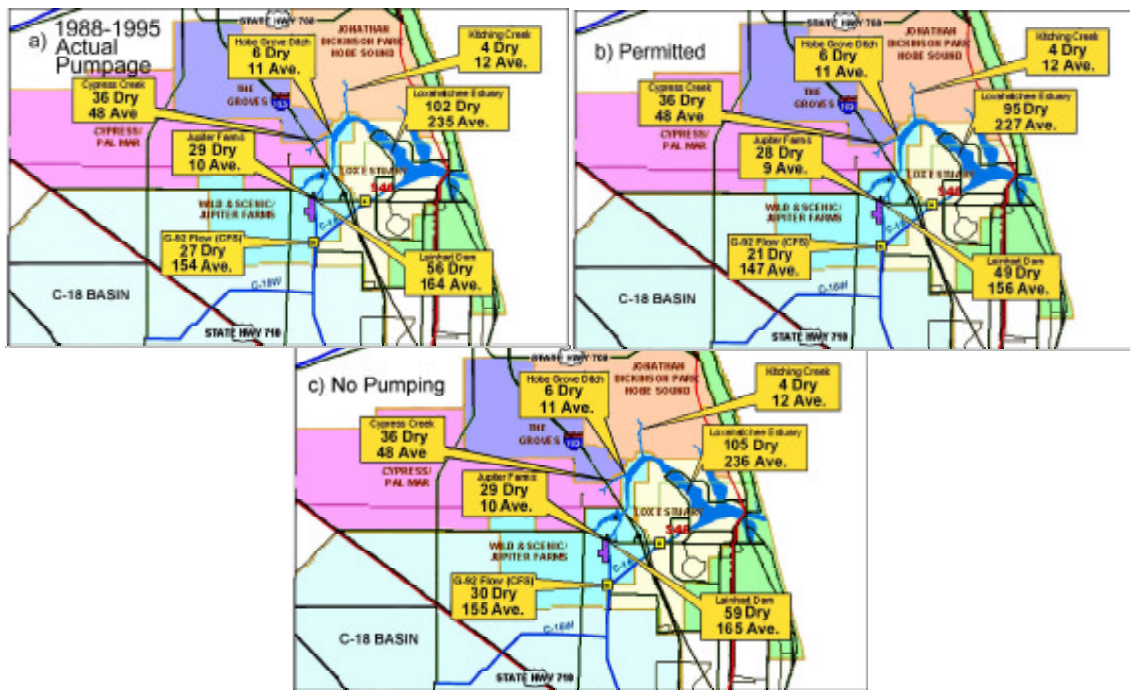 a) 1988-1995
Actual
Pumpage
STATE HWY 708
JONATHAN
DICKINSON PARK
HOBE SOUND
Kitching Creek
4 Dry
12 Ave.
Hobe Grove Ditch
6 Dry
11 Ave.
Cypress Creek
36 Dry
48 Ave
THE
GROVES
Loxahatchee Estuary
102 Dry
235 Ave.
CYPRESS/
PAL MAR
Jupiter Farms
29 Dry
10 Ave.
LOX ESTUARY
S46
WILD & SCENIC/
JUPITER FARMS
G-92 Flow (CFS)
27 Dry
154 Ave.
Lainhart Dam
56 Dry
164 Ave.
C-18 BASIN
C-18W
STATE HWY 710
b) Permitted
STATE HWY 708
JONATHAN
DICKINSON PARK
HOBE SOUND
Kitching Creek
4 Dry
12 Ave.
Hobe Grove Ditch
6 Dry
11 Ave.
Cypress Creek
36 Dry
48 Ave
THE
GROVES
Loxahatchee Estuary
95 Dry
227 Ave.
CYPRESS/
PAL MAR
Jupiter Farms
28 Dry
9 Ave.
LOX ESTUARY
S46
WILD & SCENIC/
JUPITER FARMS
G-92 Flow (CFS)
21 Dry
147 Ave.
Lainhart Dam
49 Dry
156 Ave.
C-18 BASIN
C-18W
STATE HWY 710
c) No Pumping
STATE HWY 708
JONATHAN
DICKINSON PARK
HOBE SOUND
Kitching Creek
4 Dry
12 Ave.
Hobe Grove Ditch
6 Dry
11 Ave.
Cypress Creek
36 Dry
48 Ave
THE
GROVES
Loxahatchee Estuary
105 Dry
236 Ave.
CYPRESS/
PAL MAR
Jupiter Farms
29 Dry
10 Ave.
LOX ESTUARY
S46
WILD & SCENIC/
JUPITER FARMS
G-92 Flow (CFS)
30 Dry
155 Ave.
Lainhart Dam
59 Dry
165 Ave.
C-18 BASIN
C-18W
STATE HWY 710